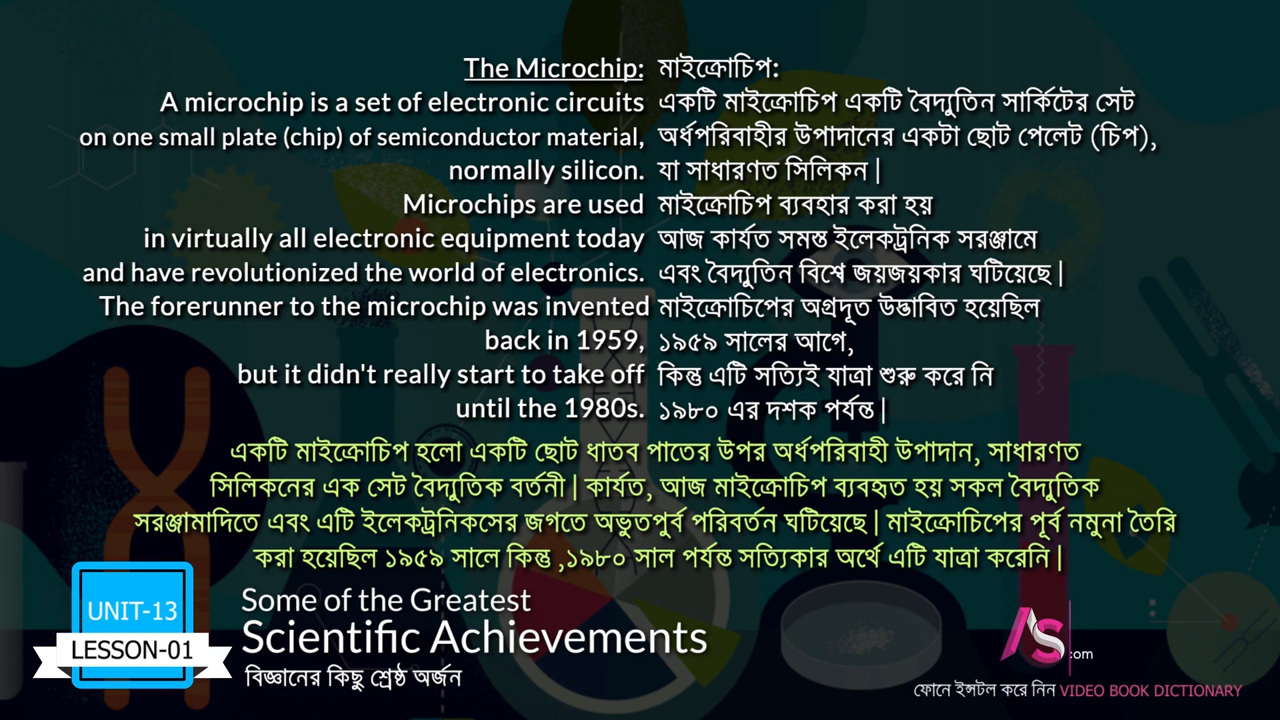 The Microchip: মাইক্রোচিপ:
A microchip is a set of electronic circuits একটি মাইক্রোচিপ একটি বৈদ্যুতিন সার্কিটের সেট
on one small plate (chip) of semiconductor material, অর্ধপরিবাহীর উপাদানের একটা ছোট পেলেট (চিপ),
normally silicon. যা সাধারণত সিলিকন |
Microchips are used মাইক্রোচিপ ব্যবহার করা হয়
in virtually all electronic equipment today আজ কার্যত সমস্ত ইলেকট্রনিক সরঞ্জামে
and have revolutionized the world of electronics. এবং বৈদ্যুতিন বিশ্বে জয়জয়কার ঘটিয়েছে |
The forerunner to the microchip was invented মাইক্রোচিপের অগ্রদূত উদ্ভাবিত হয়েছিল
back in 1959, ১৯৫৯ সালের আগে,
but it didn't really start to take off কিন্তু এটি সত্যিই যাত্রা শুরু করে নি
until the 1980s. ১৯৮০ এর দশক পর্যন্ত |
একটি মাইক্রোচিপ হলো একটি ছোট ধাতব পাতের উপর অর্ধপরিবাহী উপাদান, সাধারণত
সিলিকনের এক সেট বৈদ্যুতিক বর্তনী | কার্যত, আজ মাইক্রোচিপ ব্যবহৃত হয় সকল বৈদ্যুতিক
সরঞ্জামাদিতে এবং এটি ইলেকট্রনিকসের জগতে অভুতপুর্ব পরিবর্তন ঘটিয়েছে | মাইক্রোচিপের পূর্ব নমুনা তৈরি
করা হয়েছিল ১৯৫৯ সালে কিন্তু ,১৯৮০ সাল পর্যন্ত সত্যিকার অর্থে এটি যাত্রা করেনি |
UNIT-13
LESSON-01
Some of the Greatest
Scientific Achievements
বিজ্ঞানের কিছু শ্রেষ্ঠ অর্জন
AS.com
ফোনে ইন্সটল করে নিন VIDEO BOOK DICTIONARY